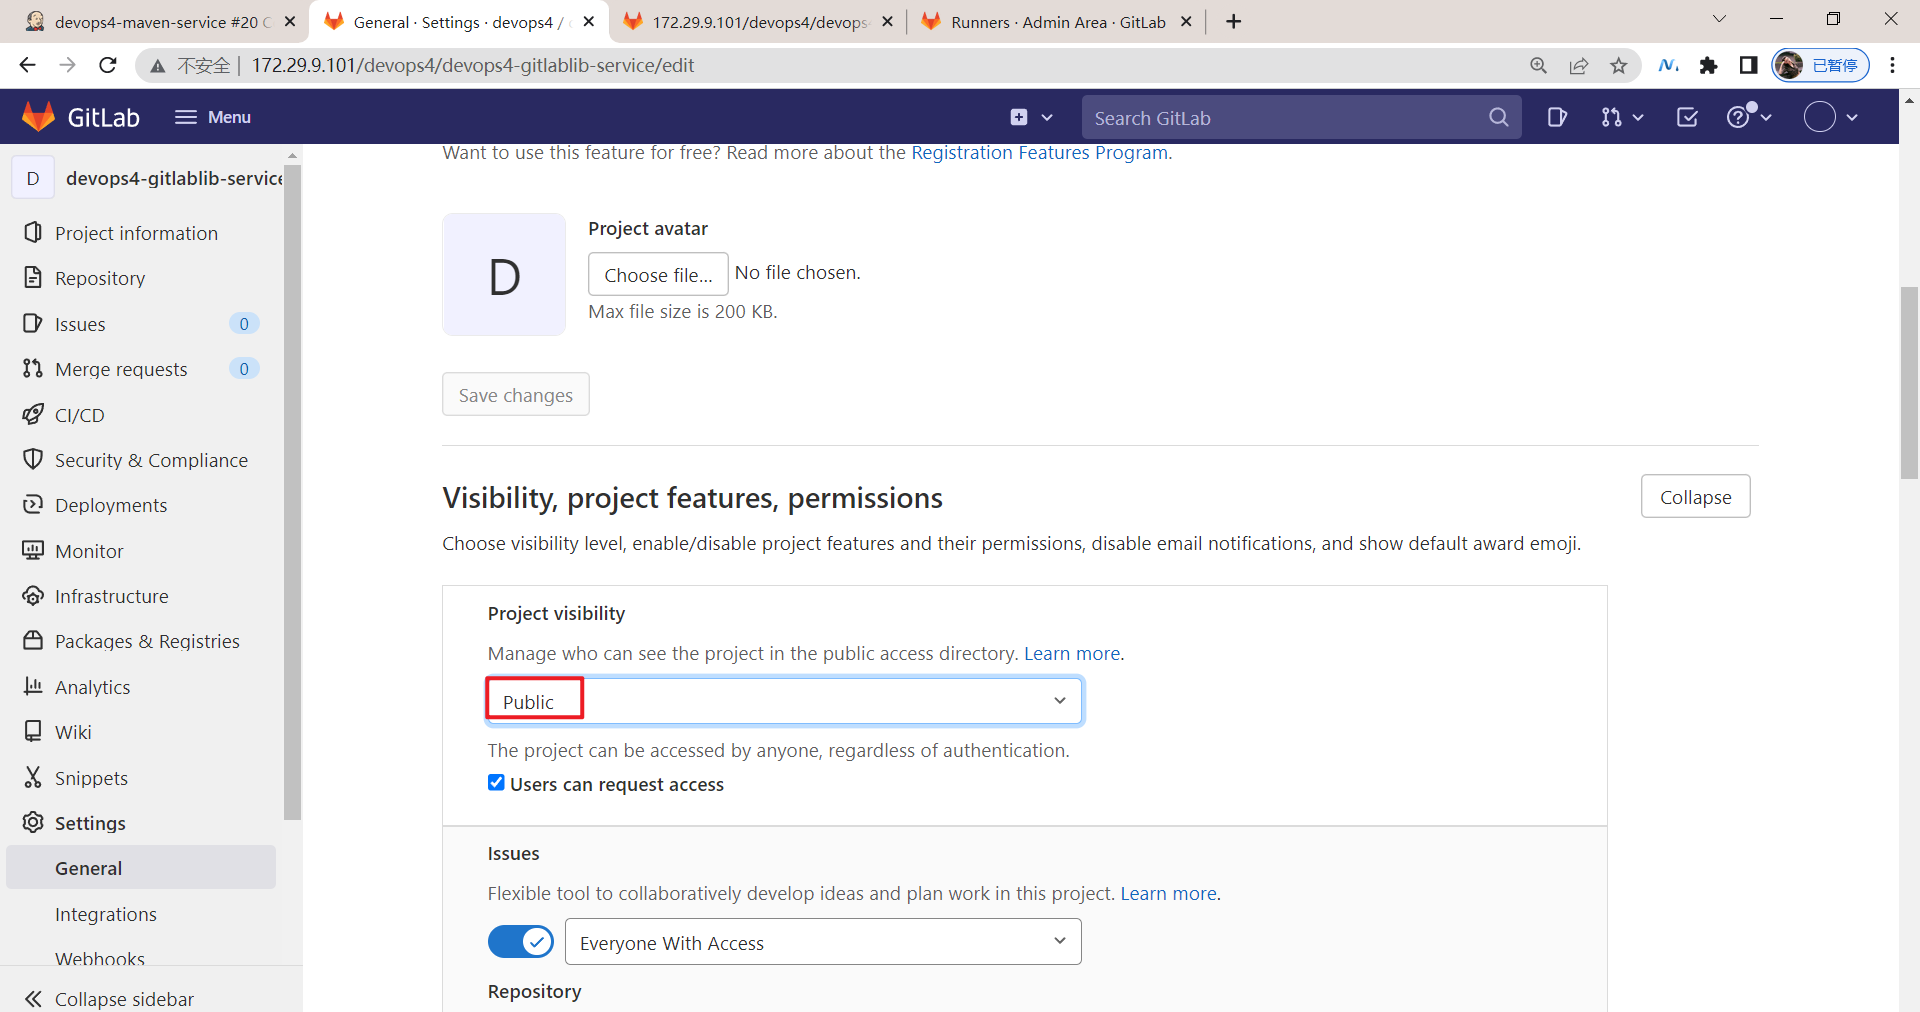 devops4-maven-service #20 C
General · Settings · devops4 /
172.29.9.101/devops4/devops
Runners · Admin Area · GitLab
不安全
172.29.9.101/devops4/devops4-gitlablib-service/edit
已暂停
GitLab
Menu
Search GitLab
D
devops4-gitlablib-service
Project information
Repository
Issues 0
Merge requests 0
CI/CD
Security & Compliance
Deployments
Monitor
Infrastructure
Packages & Registries
Analytics
Wiki
Snippets
Settings
General
Integrations
Webhooks
Collapse sidebar
Want to use this feature for free? Read more about the Registration Features Program.
D
Project avatar
Choose file... No file chosen.
Max file size is 200 KB.
Save changes
Visibility, project features, permissions
Collapse
Choose visibility level, enable/disable project features and their permissions, disable email notifications, and show default award emoji.
Project visibility
Manage who can see the project in the public access directory. Learn more.
Public
The project can be accessed by anyone, regardless of authentication.
Users can request access
Issues
Flexible tool to collaboratively develop ideas and plan work in this project. Learn more.
Everyone With Access
Repository